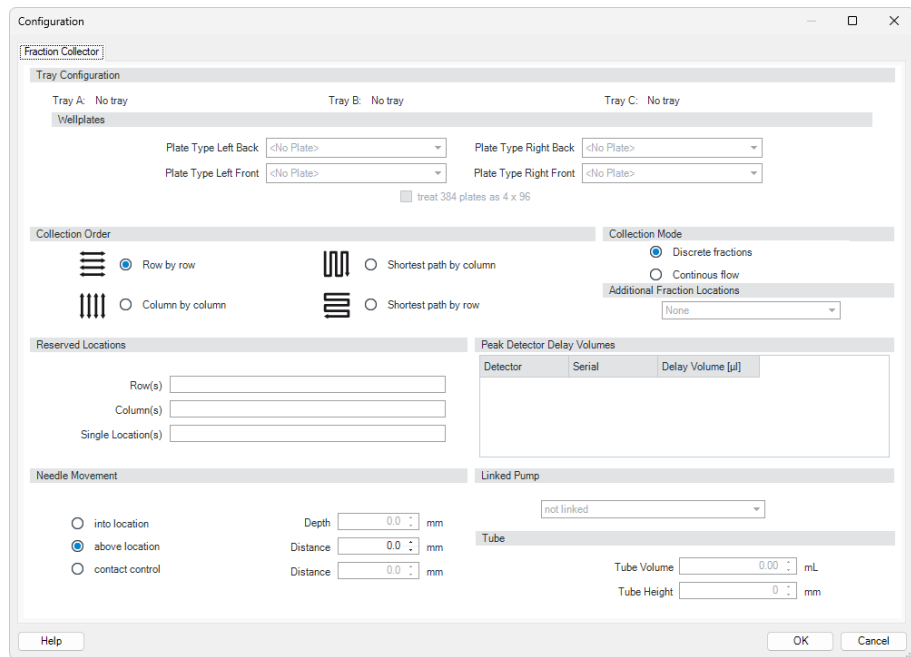 Configuration
Fraction Collector
Tray Configuration
Tray A: No tray Tray B: No tray Tray C: No tray
Wellplates
Plate Type Left Back <No Plate> Plate Type Right Back <No Plate>
Plate Type Left Front <No Plate> Plate Type Right Front <No Plate>
treat 384 plates as 4 x 96
Collection Order
Row by row Shortest path by column
Column by column Shortest path by row
Collection Mode
Discrete fractions
Continous flow
Additional Fraction Locations
None
Reserved Locations
Row(s)
Column(s)
Single Location(s)
Peak Detector Delay Volumes
Detector Serial Delay Volume [µl]
Needle Movement
into location Depth 0.0 mm
above location Distance 0.0 mm
contact control Distance 0.0 mm
Linked Pump
not linked
Tube
Tube Volume 0.00 mL
Tube Height 0 mm
Help OK Cancel